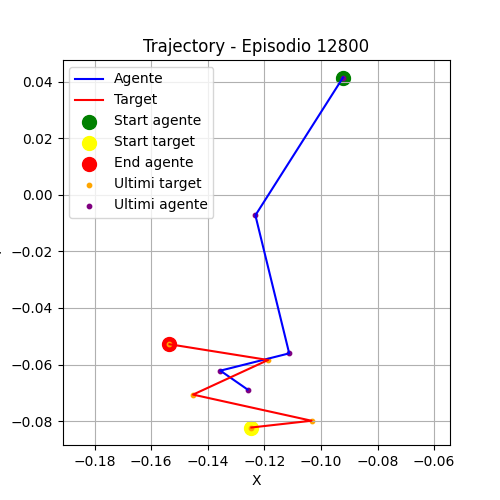 Trajectory - Episodio 12800
Agente
Target
Start agente
Start target
End agente
Ultimi target
Ultimi agente
0.04
0.02
0.00
−0.02
−0.04
−0.06
−0.08
−0.18
−0.16
−0.14
−0.12
−0.10
−0.08
−0.06
X